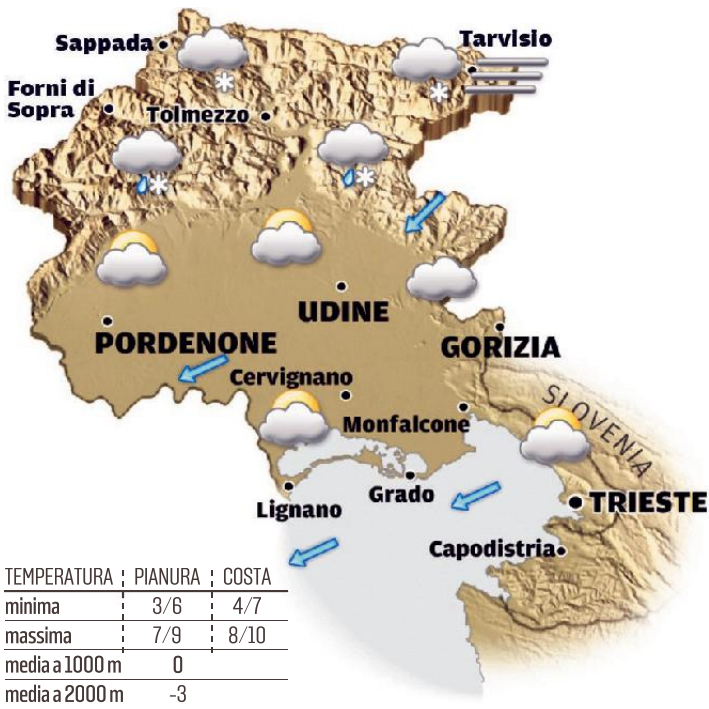 Sappada
Tarvisio
Forni di
Sopra
Tolmezzo
UDINE
PORDENONE
GORIZIA
Cervignano
SLOVENIA
Monfalcone
Lignano
Grado
TRIESTE
Capodistria
TEMPERATURA PIANURA COSTA
minima 3/6 4/7
massima 7/9 8/10
media a 1000 m 0
media a 2000 m -3